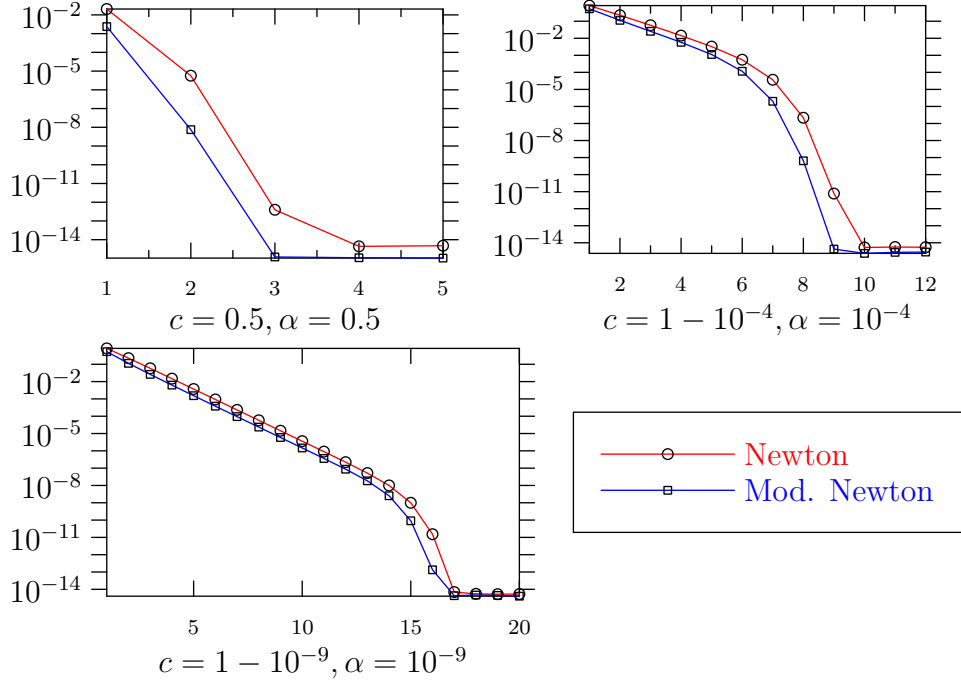 10⁻²
10⁻⁵
10⁻⁸
10⁻¹¹
10⁻¹⁴
1 2 3 4 5
c = 0.5, α = 0.5
10⁻²
10⁻⁵
10⁻⁸
10⁻¹¹
10⁻¹⁴
2 4 6 8 10 12
c = 1 − 10⁻⁴, α = 10⁻⁴
10⁻²
10⁻⁵
10⁻⁸
10⁻¹¹
10⁻¹⁴
5 10 15 20
c = 1 − 10⁻⁹, α = 10⁻⁹
Newton
Mod. Newton